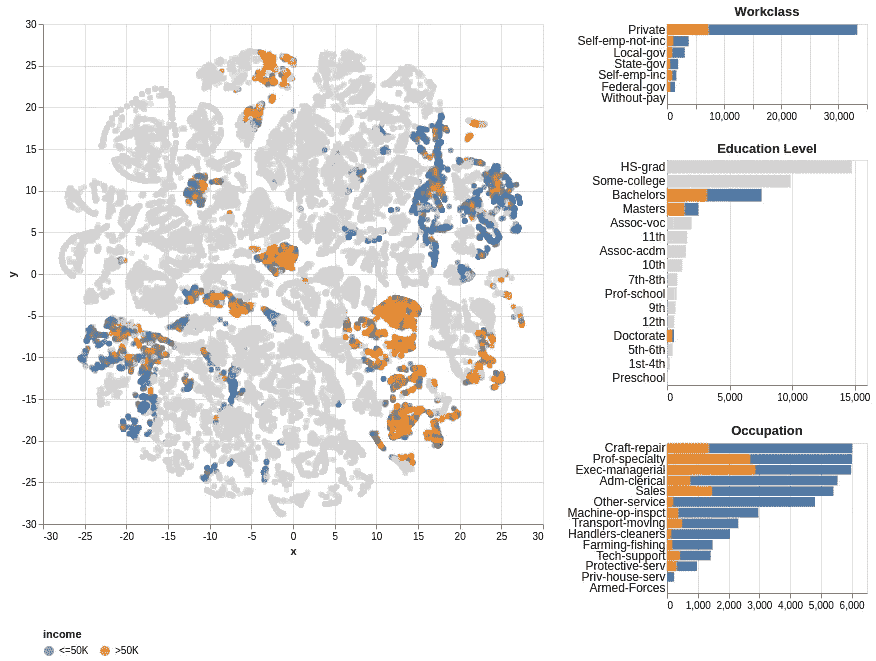 30
25
20
15
10
5
0
-5
-10
-15
-20
-25
-30
y
-30 -25 -20 -15 -10 -5 0 5 10 15 20 25 30
x
income
<=50K >50K
Workclass
Private
Self-emp-not-inc
Local-gov
State-gov
Self-emp-inc
Federal-gov
Without-pay
0 10,000 20,000 30,000
Education Level
HS-grad
Some-college
Bachelors
Masters
Assoc-voc
11th
Assoc-acdm
10th
7th-8th
Prof-school
9th
12th
Doctorate
5th-6th
1st-4th
Preschool
0 5,000 10,000 15,000
Occupation
Craft-repair
Prof-specialty
Exec-managerial
Adm-clerical
Sales
Other-service
Machine-op-inspct
Transport-moving
Handlers-cleaners
Farming-fishing
Tech-support
Protective-serv
Priv-house-serv
Armed-Forces
0 1,000 2,000 3,000 4,000 5,000 6,000